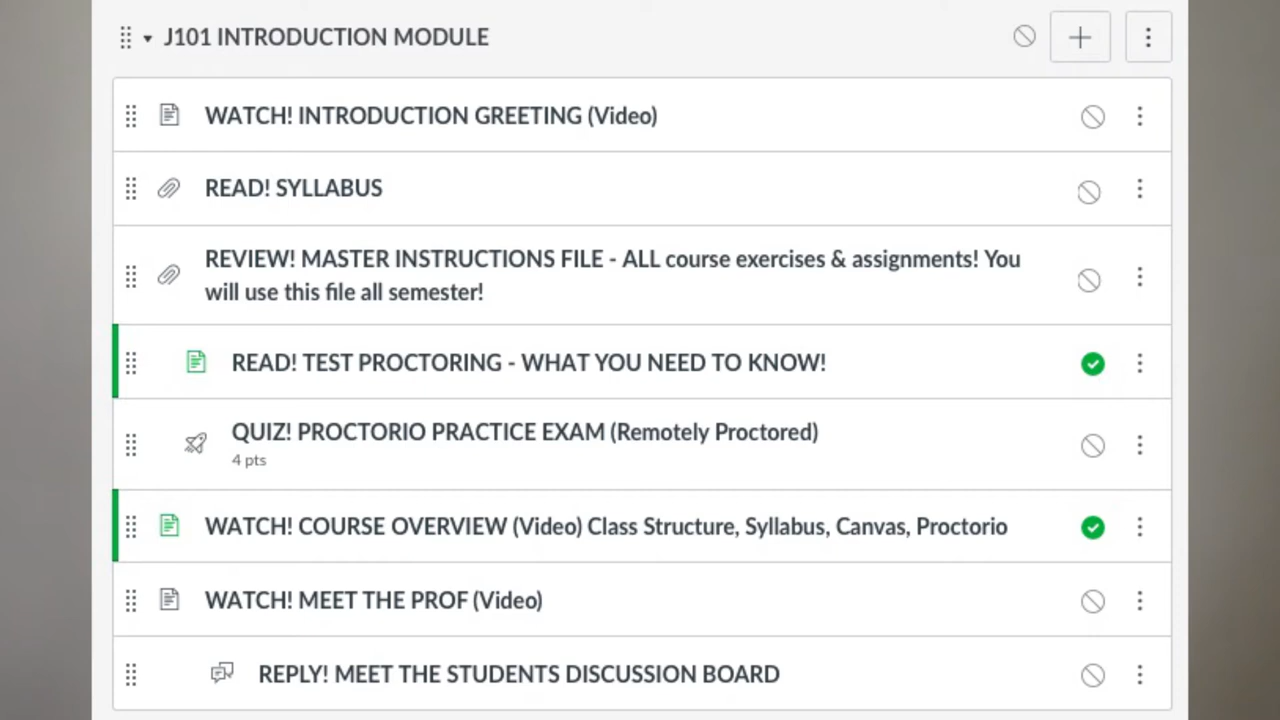 J101 INTRODUCTION MODULE
WATCH! INTRODUCTION GREETING (Video)
READ! SYLLABUS
REVIEW! MASTER INSTRUCTIONS FILE - ALL course exercises & assignments! You
will use this file all semester!
READ! TEST PROCTORING - WHAT YOU NEED TO KNOW!
QUIZ! PROCTORIO PRACTICE EXAM (Remotely Proctored)
4 pts
WATCH! COURSE OVERVIEW (Video) Class Structure, Syllabus, Canvas, Proctorio
WATCH! MEET THE PROF (Video)
REPLY! MEET THE STUDENTS DISCUSSION BOARD